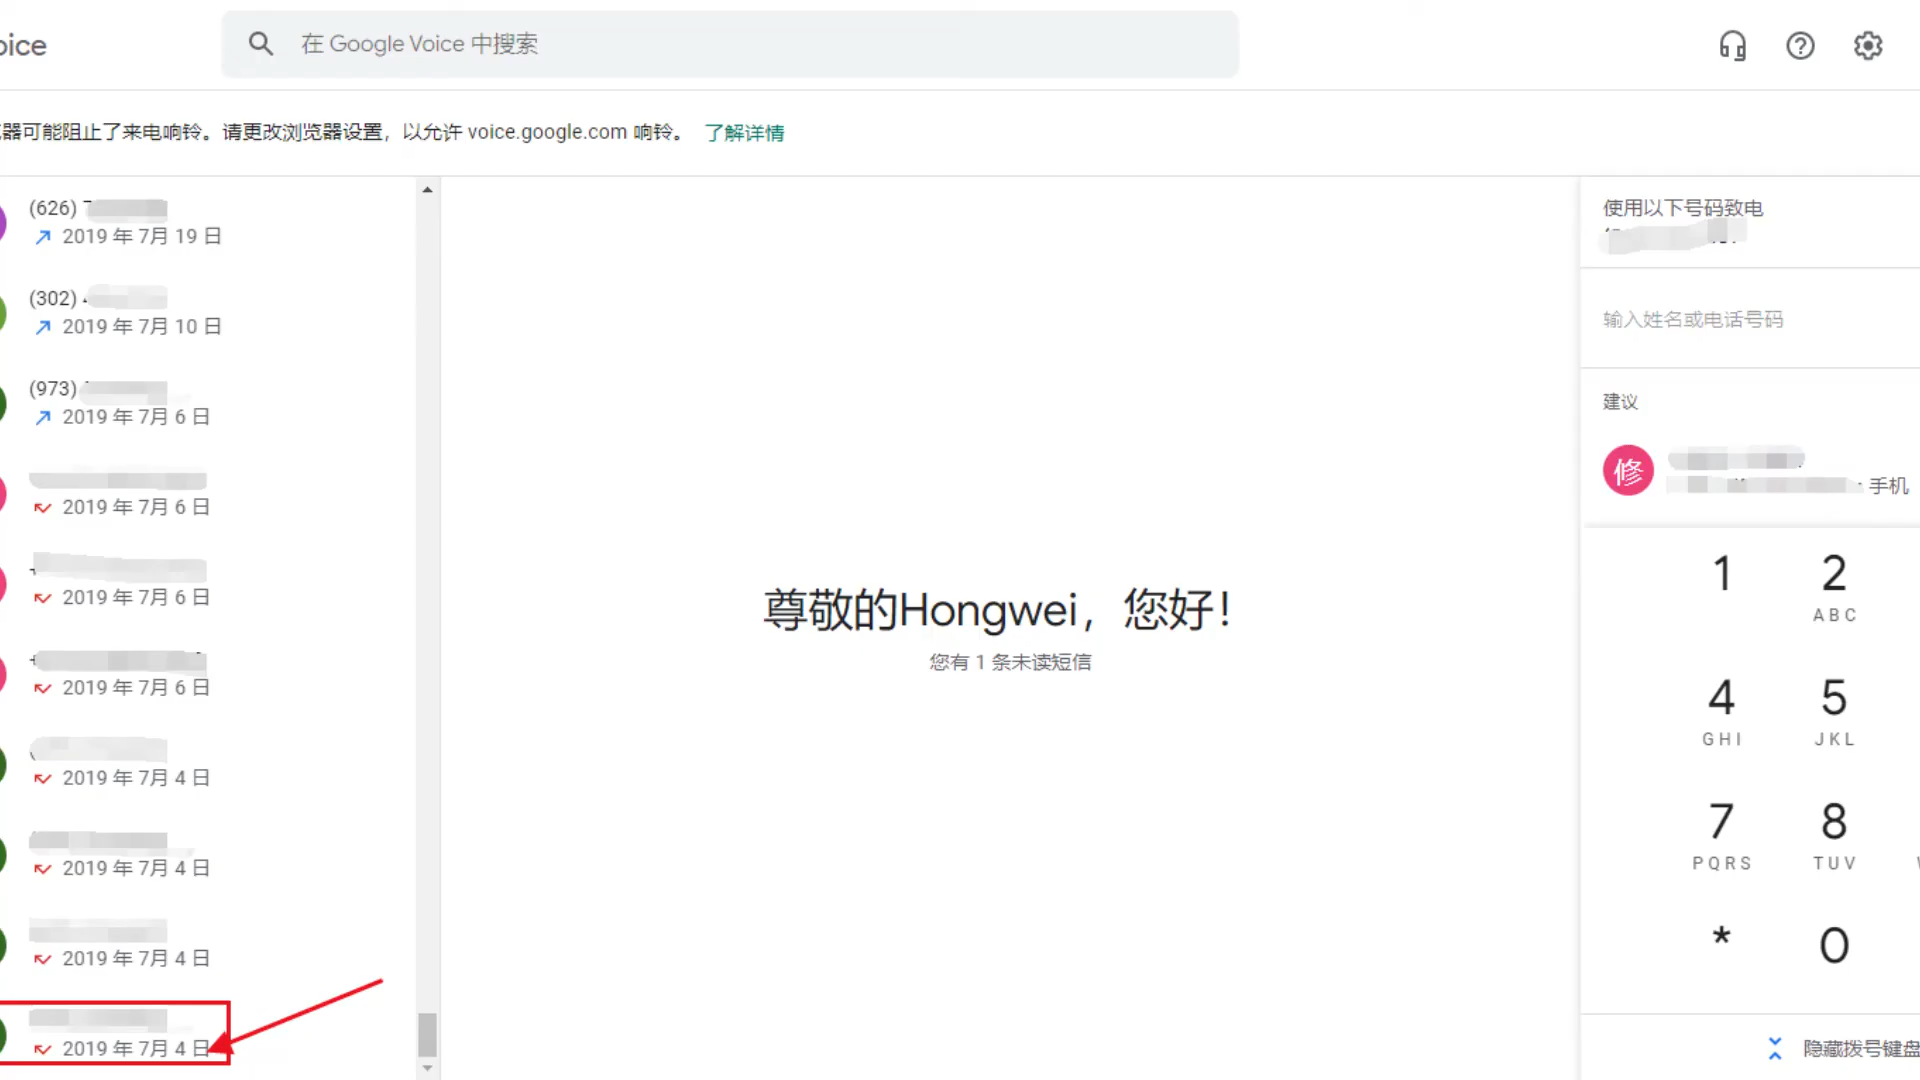 oice
在 Google Voice 中搜索
器可能阻止了来电响铃。请更改浏览器设置，以允许 voice.google.com 响铃。 了解详情
(626)
2019 年 7月 19 日
(302)
2019 年 7月 10 日
(973)
2019 年 7月 6 日
2019 年 7月 6 日
2019 年 7月 6 日
2019 年 7月 6 日
2019 年 7月 4 日
2019 年 7月 4 日
2019 年 7月 4 日
2019 年 7月 4 日
尊敬的Hongwei，您好！
您有 1 条未读短信
使用以下号码致电
输入姓名或电话号码
建议
修
手机
1 2
ABC
4 5
GHI JKL
7 8
PQRS TUV
* 0
隐藏拨号键盘